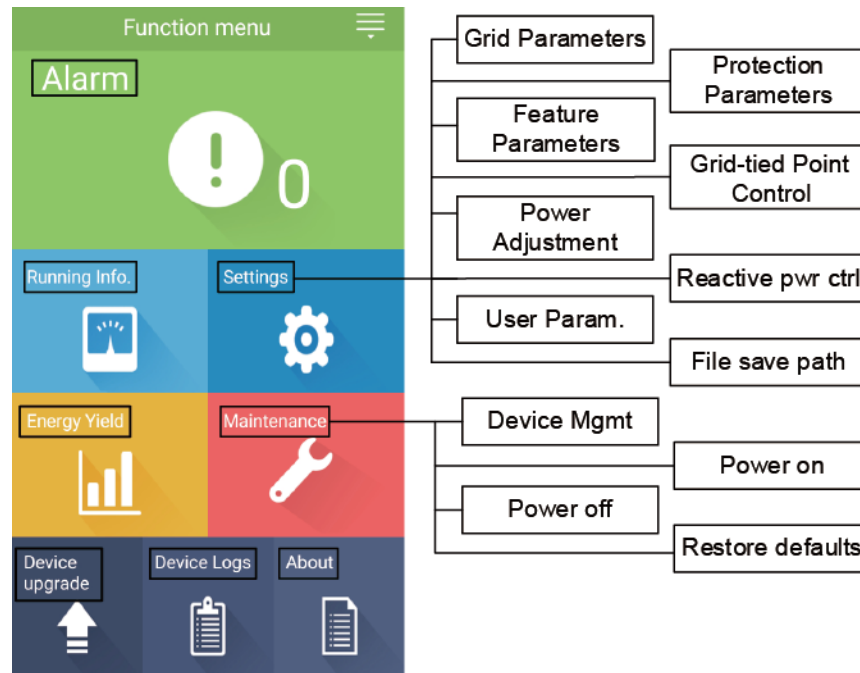 Function menu
Alarm
0
Running Info.
Settings
Energy Yield
Maintenance
Device
upgrade
Device Logs
About
Grid Parameters
Protection
Parameters
Feature
Parameters
Grid-tied Point
Control
Power
Adjustment
Reactive pwr ctrl
User Param.
File save path
Device Mgmt
Power on
Power off
Restore defaults